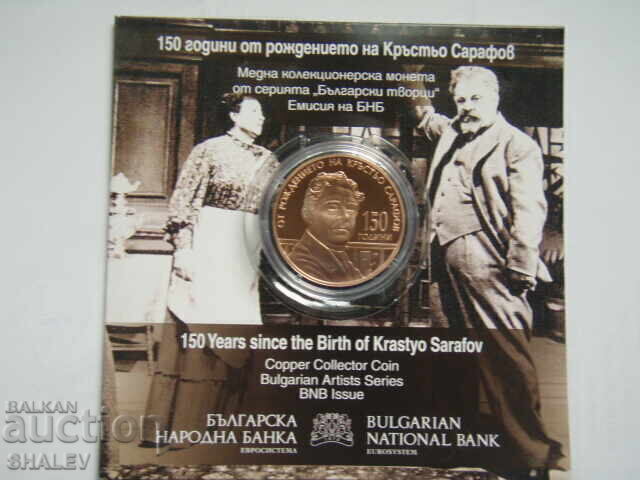 150 години от рождението на Кръстьо Сарафов
Медна колекционерска монета
от серията „Български творци“
Емисия на БНБ
ОТ РОЖДЕНИЕТО НА КРЪСТЬО САРАФОВ
150
ГОДИНИ
150 Years since the Birth of Krastyo Sarafov
Copper Collector Coin
Bulgarian Artists Series
BNB Issue
БЪЛГАРСКА
НАРОДНА БАНКА
ЕВРОСИСТЕМА
BULGARIAN
NATIONAL BANK
EUROSYSTEM
BALKAN
auction
SHALEV